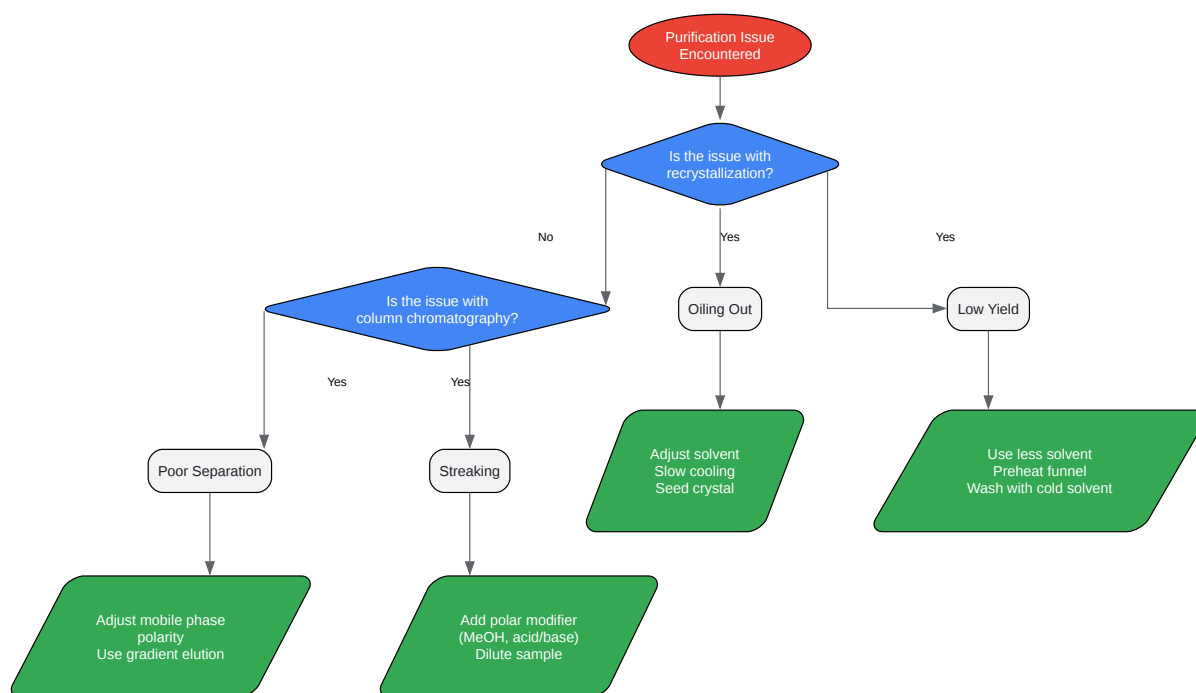 Purification Issue
Encountered
Is the issue with
recrystallization?
No
Yes
Yes
Is the issue with
column chromatography?
Oiling Out
Low Yield
Yes
Yes
Adjust solvent
Slow cooling
Seed crystal
Use less solvent
Preheat funnel
Wash with cold solvent
Poor Separation
Streaking
Adjust mobile phase
polarity
Use gradient elution
Add polar modifier
(MeOH, acid/base)
Dilute sample